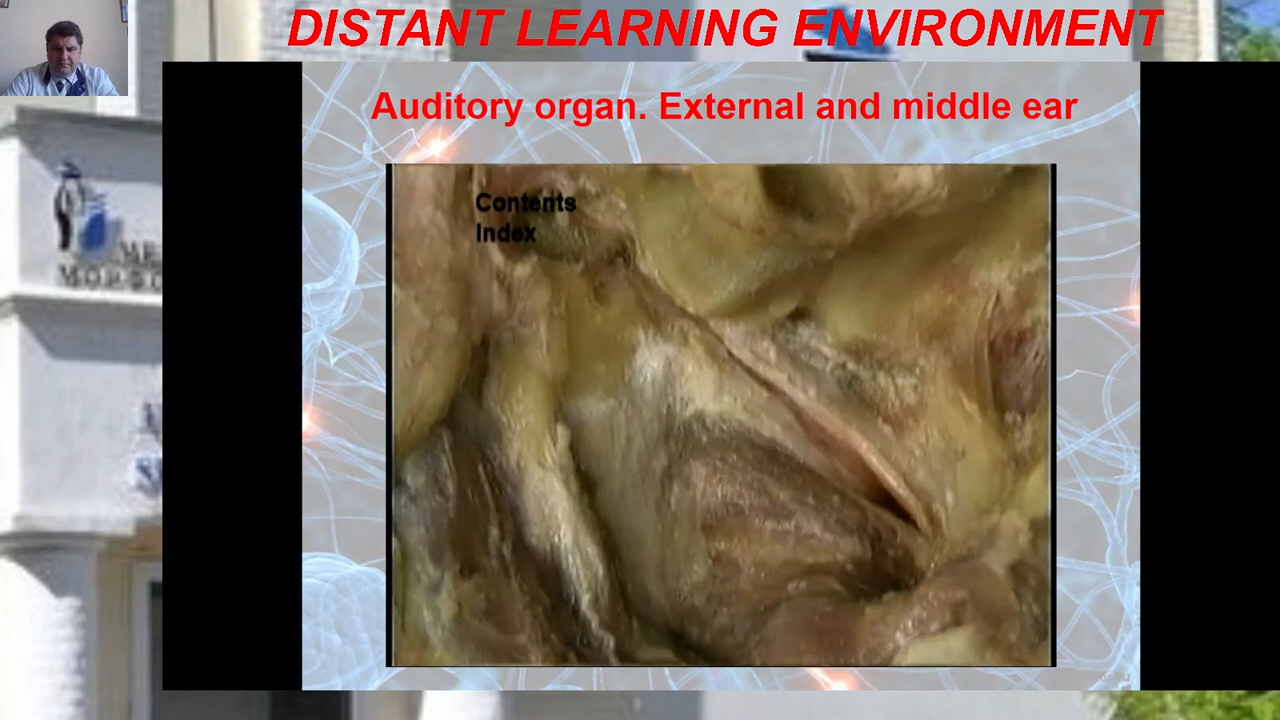 DISTANT LEARNING ENVIRONMENT
Auditory organ. External and middle ear
Contents
Index